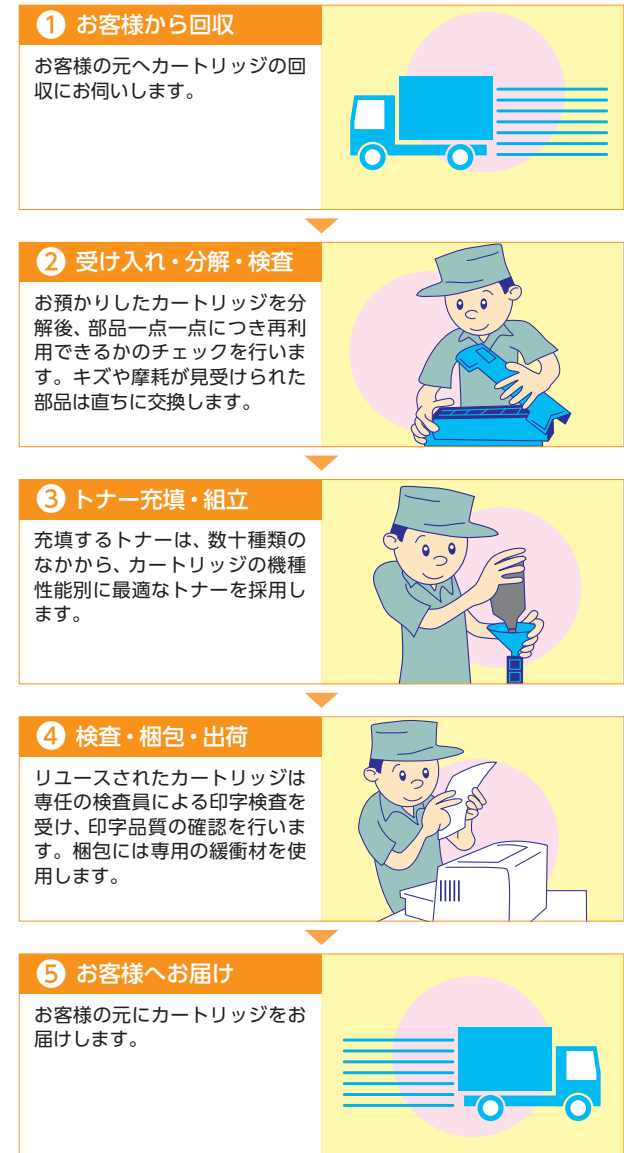 1 お客様から回収
お客様の元へカートリッジの回
収にお伺いします。
2 受け入れ・分解・検査
お預かりしたカートリッジを分
解後、部品一点一点につき再利
用できるかのチェックを行いま
す。キズや摩耗が見受けられた
部品は直ちに交換します。
3 トナー充填・組立
充填するトナーは、数十種類の
なかから、カートリッジの機種
性能別に最適なトナーを採用し
ます。
4 検査・梱包・出荷
リユースされたカートリッジは
専任の検査員による印字検査を
受け、印字品質の確認を行いま
す。梱包には専用の緩衝材を使
用します。
5 お客様へお届け
お客様の元にカートリッジをお
届けします。